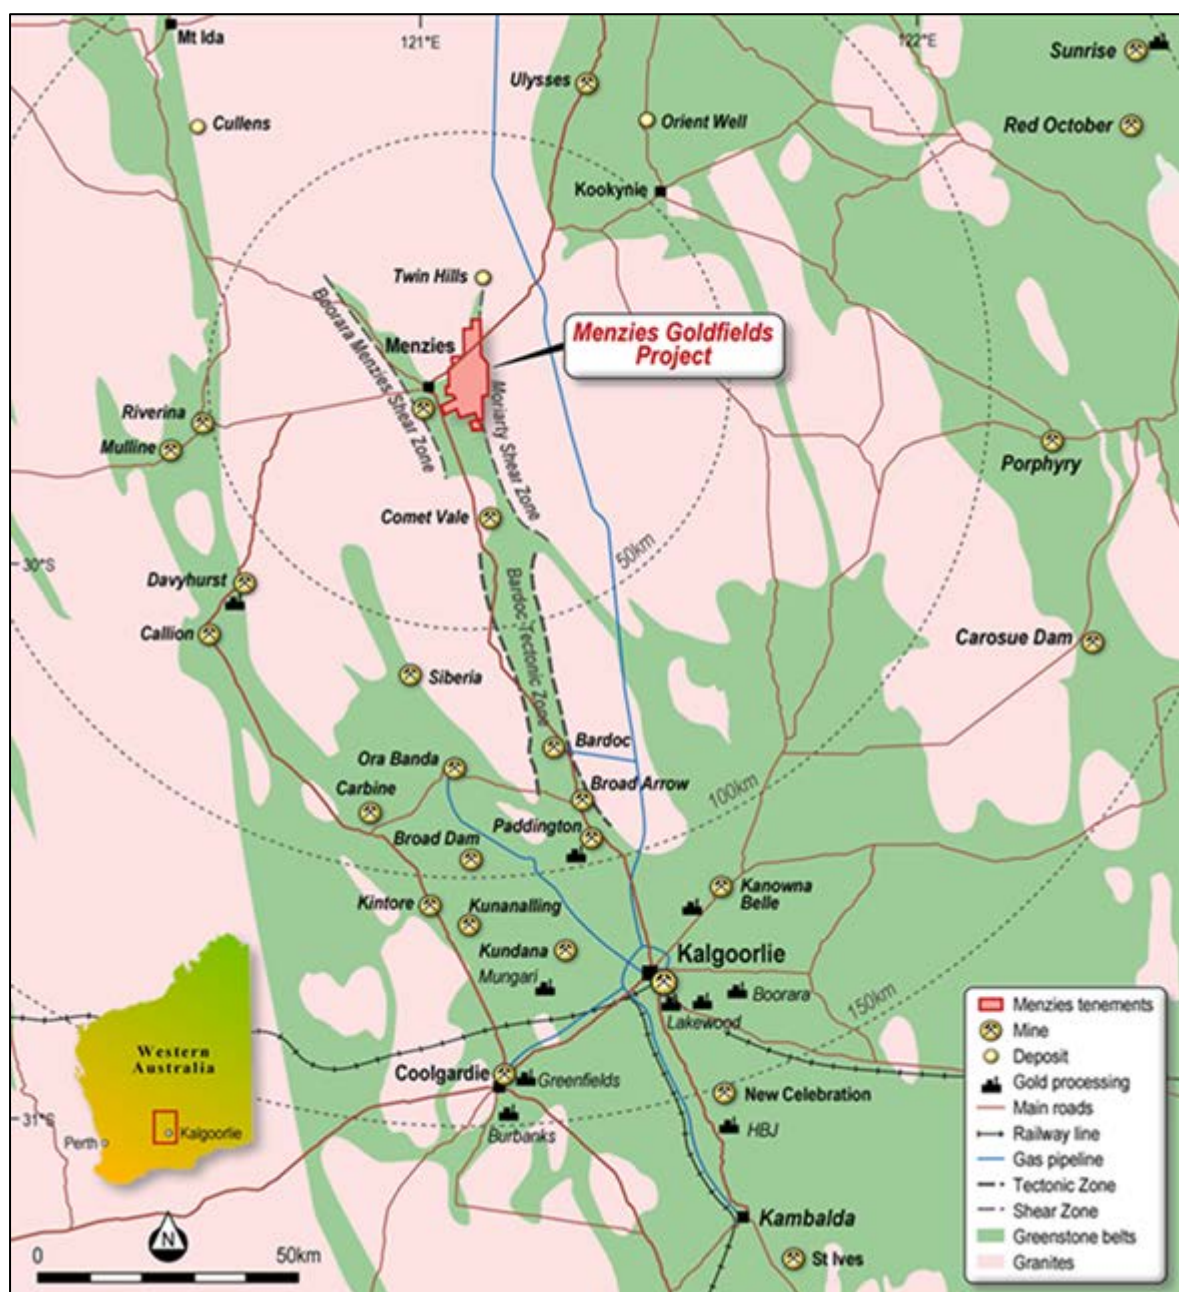 Mt Ida
121°E
122°E
Sunrise
Ulysses
Cullens
Orient Well
Red October
Kookynie
Twin Hills
Boorara Menzies Shear Zone
Menzies
Menzies Goldfields
Project
Moriarty Shear Zone
Riverina
Mulline
Porphyry
Comet Vale
50km
30°S
Davyhurst
Bardoc Tectonic Zone
Callion
Carosue Dam
Siberia
Bardoc
Ora Banda
Broad Arrow
100km
Carbine
Paddington
Broad Dam
Kanowna
Belle
Kintore
Kunanalling
Kundana
Kalgoorlie
Mungari
Boorara
150km
Lakewood
Coolgardie
Greenfields
New Celebration
31°S
Burbanks
HBJ
Kambalda
St Ives
Western
Australia
Perth
Kalgoorlie
N
0
50km
Menzies tenements
Mine
Deposit
Gold processing
Main roads
Railway line
Gas pipeline
Tectonic Zone
Shear Zone
Greenstone belts
Granites